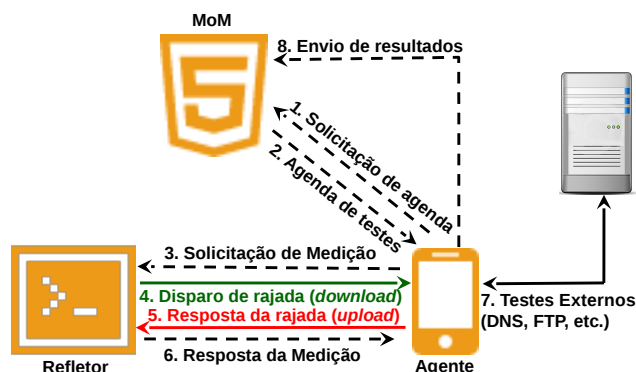 MoM
8. Envio de resultados
1. Solicitação de agenda
2. Agenda de testes
3. Solicitação de Medição
4. Disparo de rajada (download)
5. Resposta da rajada (upload)
6. Resposta da Medição
7. Testes Externos
(DNS, FTP, etc.)
Refletor
Agente